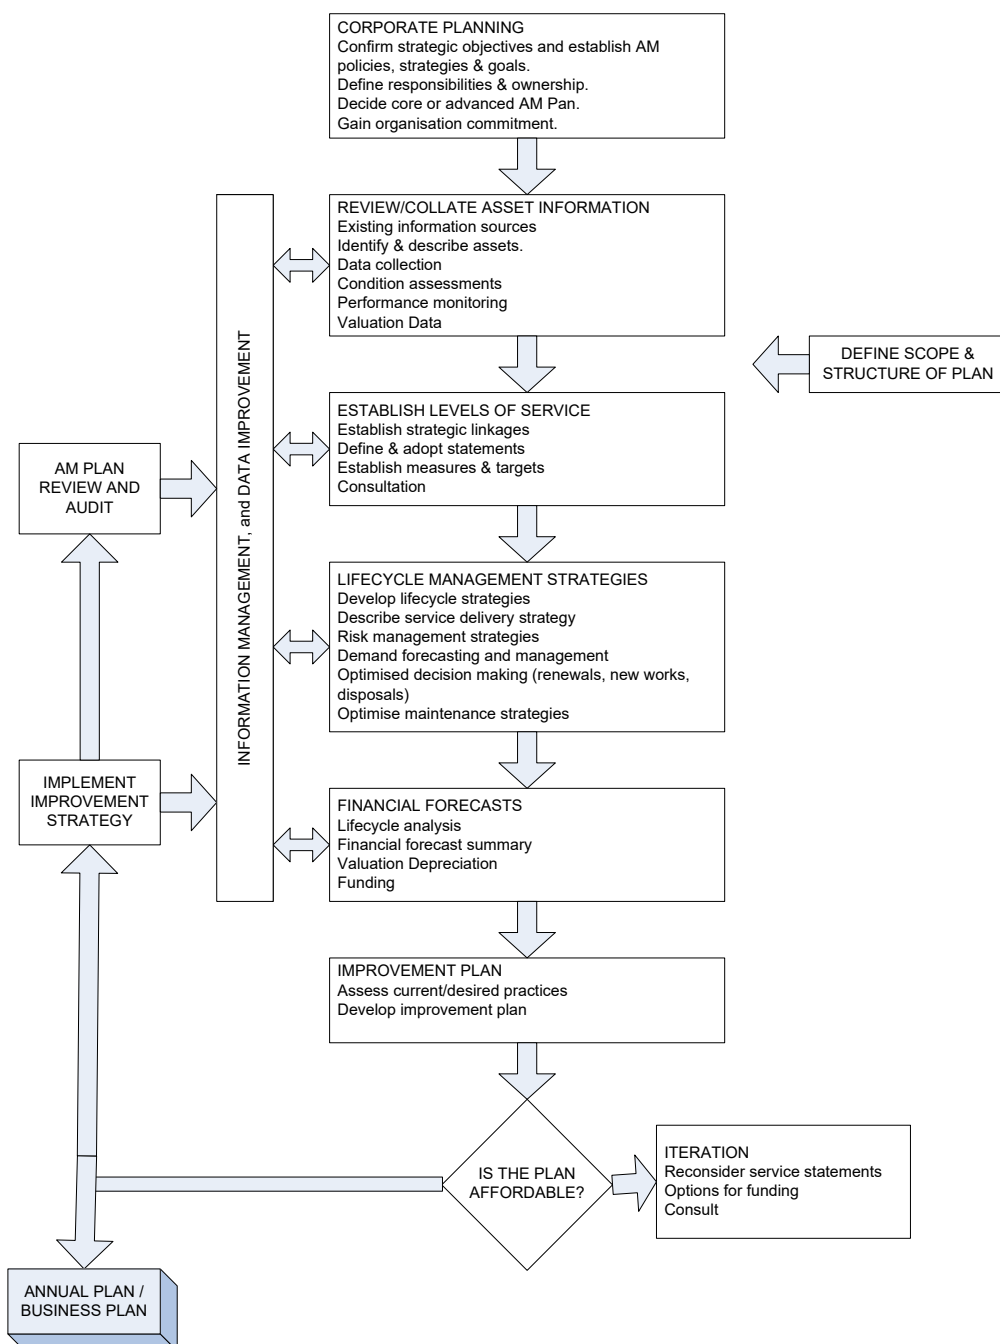 CORPORATE PLANNING
Confirm strategic objectives and establish AM
policies, strategies & goals.
Define responsibilities & ownership.
Decide core or advanced AM Pan.
Gain organisation commitment.
REVIEW/COLLATE ASSET INFORMATION
Existing information sources
Identify & describe assets.
Data collection
Condition assessments
Performance monitoring
Valuation Data
DEFINE SCOPE &
STRUCTURE OF PLAN
INFORMATION MANAGEMENT, and DATA IMPROVEMENT
ESTABLISH LEVELS OF SERVICE
Establish strategic linkages
Define & adopt statements
Establish measures & targets
Consultation
AM PLAN
REVIEW AND
AUDIT
LIFECYCLE MANAGEMENT STRATEGIES
Develop lifecycle strategies
Describe service delivery strategy
Risk management strategies
Demand forecasting and management
Optimised decision making (renewals, new works,
disposals)
Optimise maintenance strategies
IMPLEMENT
IMPROVEMENT
STRATEGY
FINANCIAL FORECASTS
Lifecycle analysis
Financial forecast summary
Valuation Depreciation
Funding
IMPROVEMENT PLAN
Assess current/desired practices
Develop improvement plan
IS THE PLAN
AFFORDABLE?
ITERATION
Reconsider service statements
Options for funding
Consult
ANNUAL PLAN /
BUSINESS PLAN